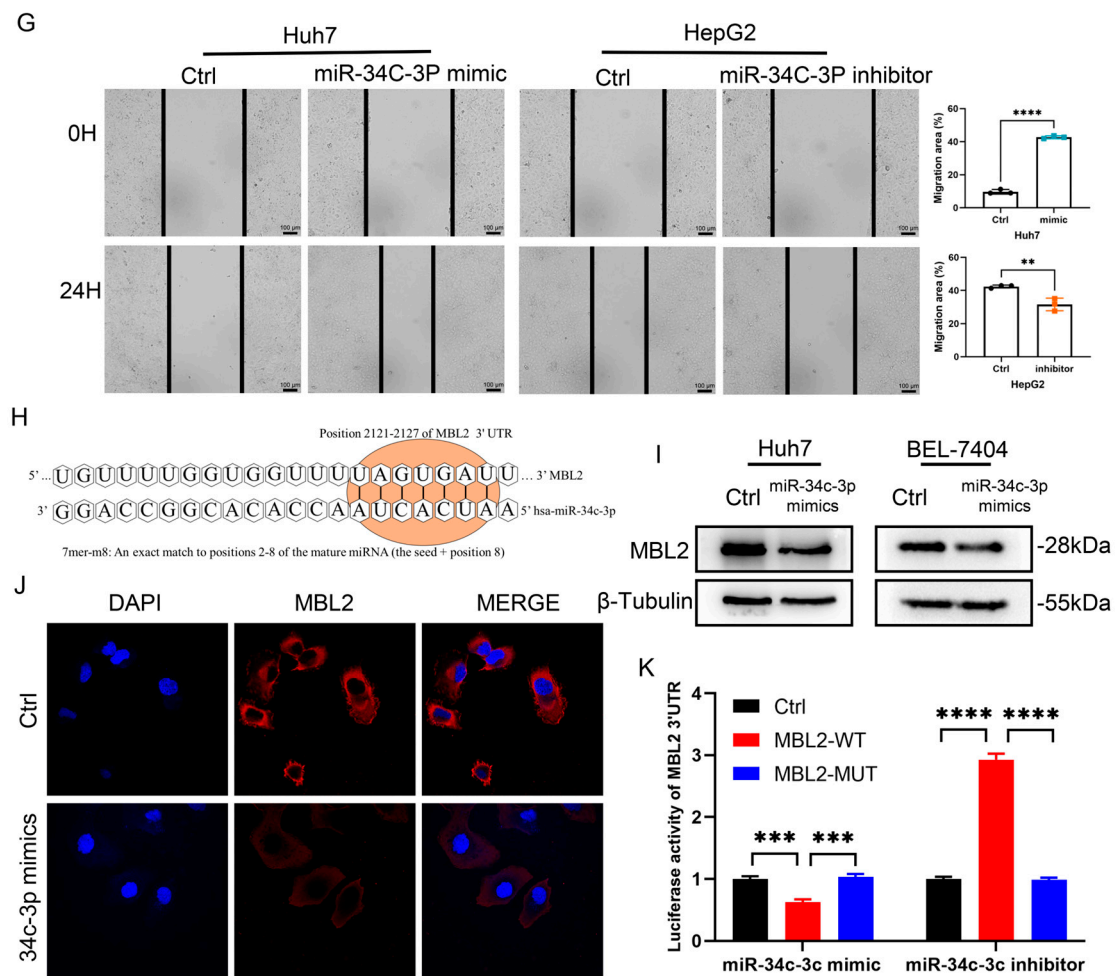 G
Huh7
HepG2
Ctrl
miR-34C-3P mimic
Ctrl
miR-34C-3P inhibitor
0H
100 μm
100 μm
100 μm
100 μm
24H
100 μm
100 μm
100 μm
100 μm
Migration area (%)
60
40
20
0
****
Ctrl
mimic
Huh7
Migration area (%)
60
40
20
0
**
Ctrl
inhibitor
HepG2
H
Position 2121-2127 of MBL2 3' UTR
5' ... UGUUUUGGUGGUUUUAGUGAUU ... 3' MBL2
3' GGACCGGCACACCAAUCACUAA 5' hsa-miR-34c-3p
7mer-m8: An exact match to positions 2-8 of the mature miRNA (the seed + position 8)
I
Huh7
BEL-7404
Ctrl
miR-34c-3p
mimics
Ctrl
miR-34c-3p
mimics
MBL2
-28kDa
β-Tubulin
-55kDa
J
DAPI
MBL2
MERGE
Ctrl
34c-3p mimics
K
Luciferase activity of MBL2 3'UTR
4
3
2
1
0
Ctrl
MBL2-WT
MBL2-MUT
***
***
****
****
miR-34c-3c mimic
miR-34c-3c inhibitor